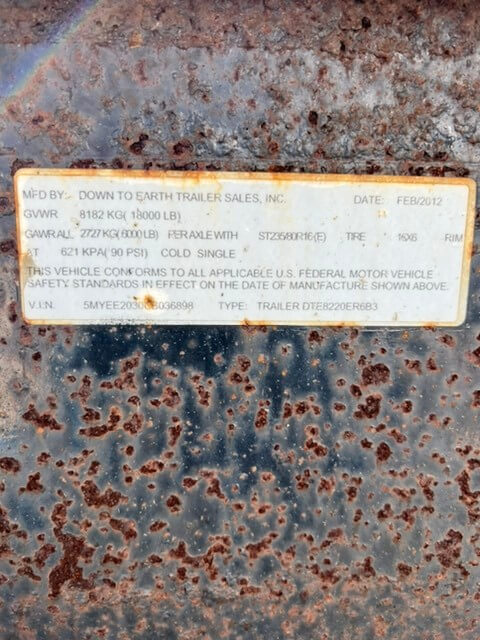 MFD BY: DOWN TO EARTH TRAILER SALES, INC. DATE: FEB/2012
GVWR 8182 KG( 18000 LB)
GAWR ALL 2727 KG( 6000 LB) PER AXLE WITH ST235/80R16 (E) TIRE 16X6 RIM
AT 621 KPA( 90 PSI) COLD SINGLE
THIS VEHICLE CONFORMS TO ALL APPLICABLE U.S. FEDERAL MOTOR VEHICLE
SAFETY STANDARDS IN EFFECT ON THE DATE OF MANUFACTURE SHOWN ABOVE.
V.I.N. TYPE: TRAILER DTE8220ER6B3